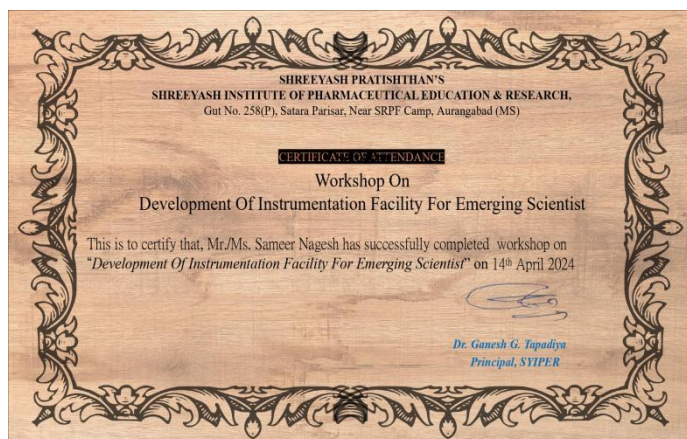 SHREEYASH PRATISHTHAN'S
SHREEYASH INSTITUTE OF PHARMACEUTICAL EDUCATION & RESEARCH,
Gut No. 258(P), Satara Parisar, Near SRPF Camp, Aurangabad (MS)
CERTIFICATE OF ATTENDANCE
Workshop On
Development Of Instrumentation Facility For Emerging Scientist
This is to certify that, Mr./Ms. Sameer Nagesh has successfully completed workshop on
"Development Of Instrumentation Facility For Emerging Scientist" on 14th April 2024
Dr. Ganesh G. Tapadiya
Principal, SYIPER